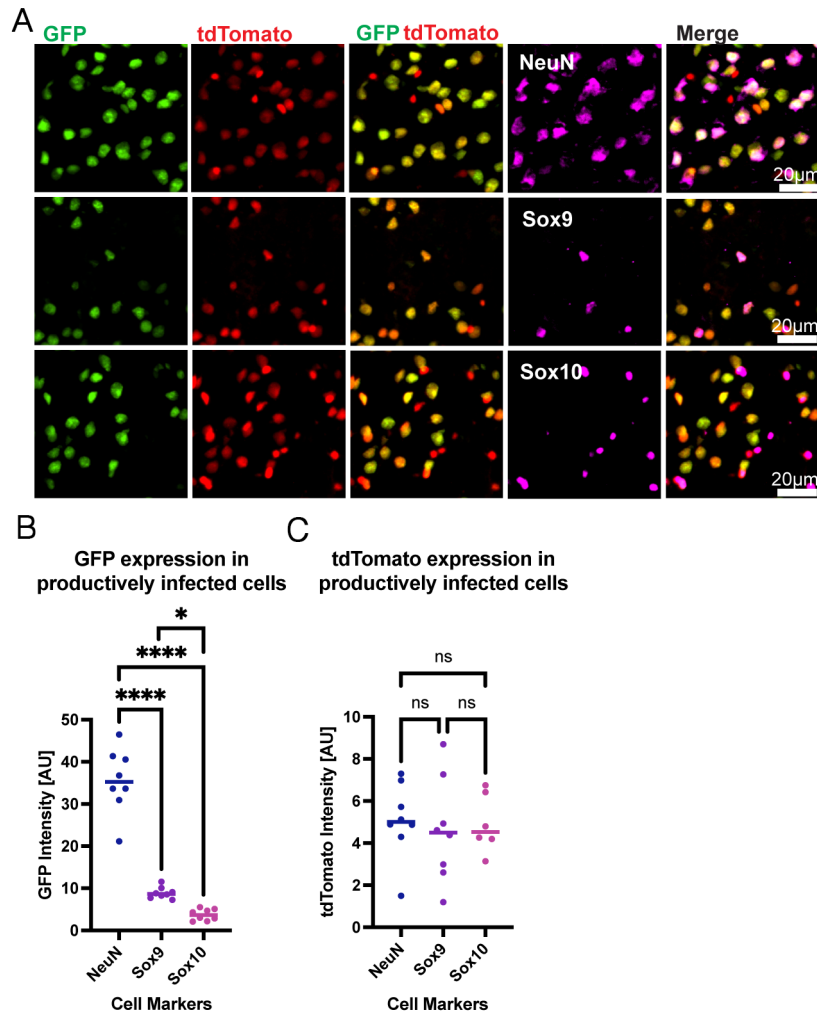 A
GFP
tdTomato
GFP tdTomato
Merge
NeuN
20µm
Sox9
20µm
Sox10
20µm
B
GFP expression in
productively infected cells
*
****
****
50
40
30
20
10
0
GFP Intensity [AU]
NeuN
Sox9
Sox10
Cell Markers
C
tdTomato expression in
productively infected cells
ns
ns
ns
10
8
6
4
2
0
tdTomato Intensity [AU]
NeuN
Sox9
Sox10
Cell Markers